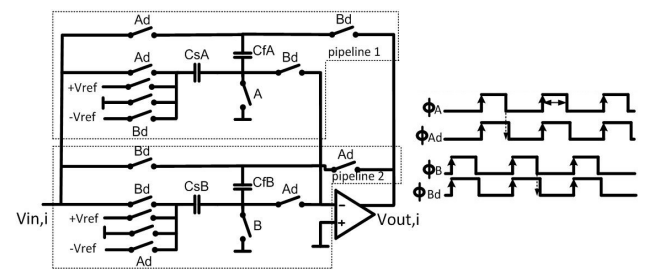 Ad
Bd
pipeline 1
CfA
Ad
CsA
Bd
+Vref
A
-Vref
Bd
ΦA
ΦAd
Bd
Ad
pipeline 2
CfB
Bd
CsB
Ad
Vin,i
+Vref
B
-Vref
Ad
-
+
Vout,i
ΦB
ΦBd